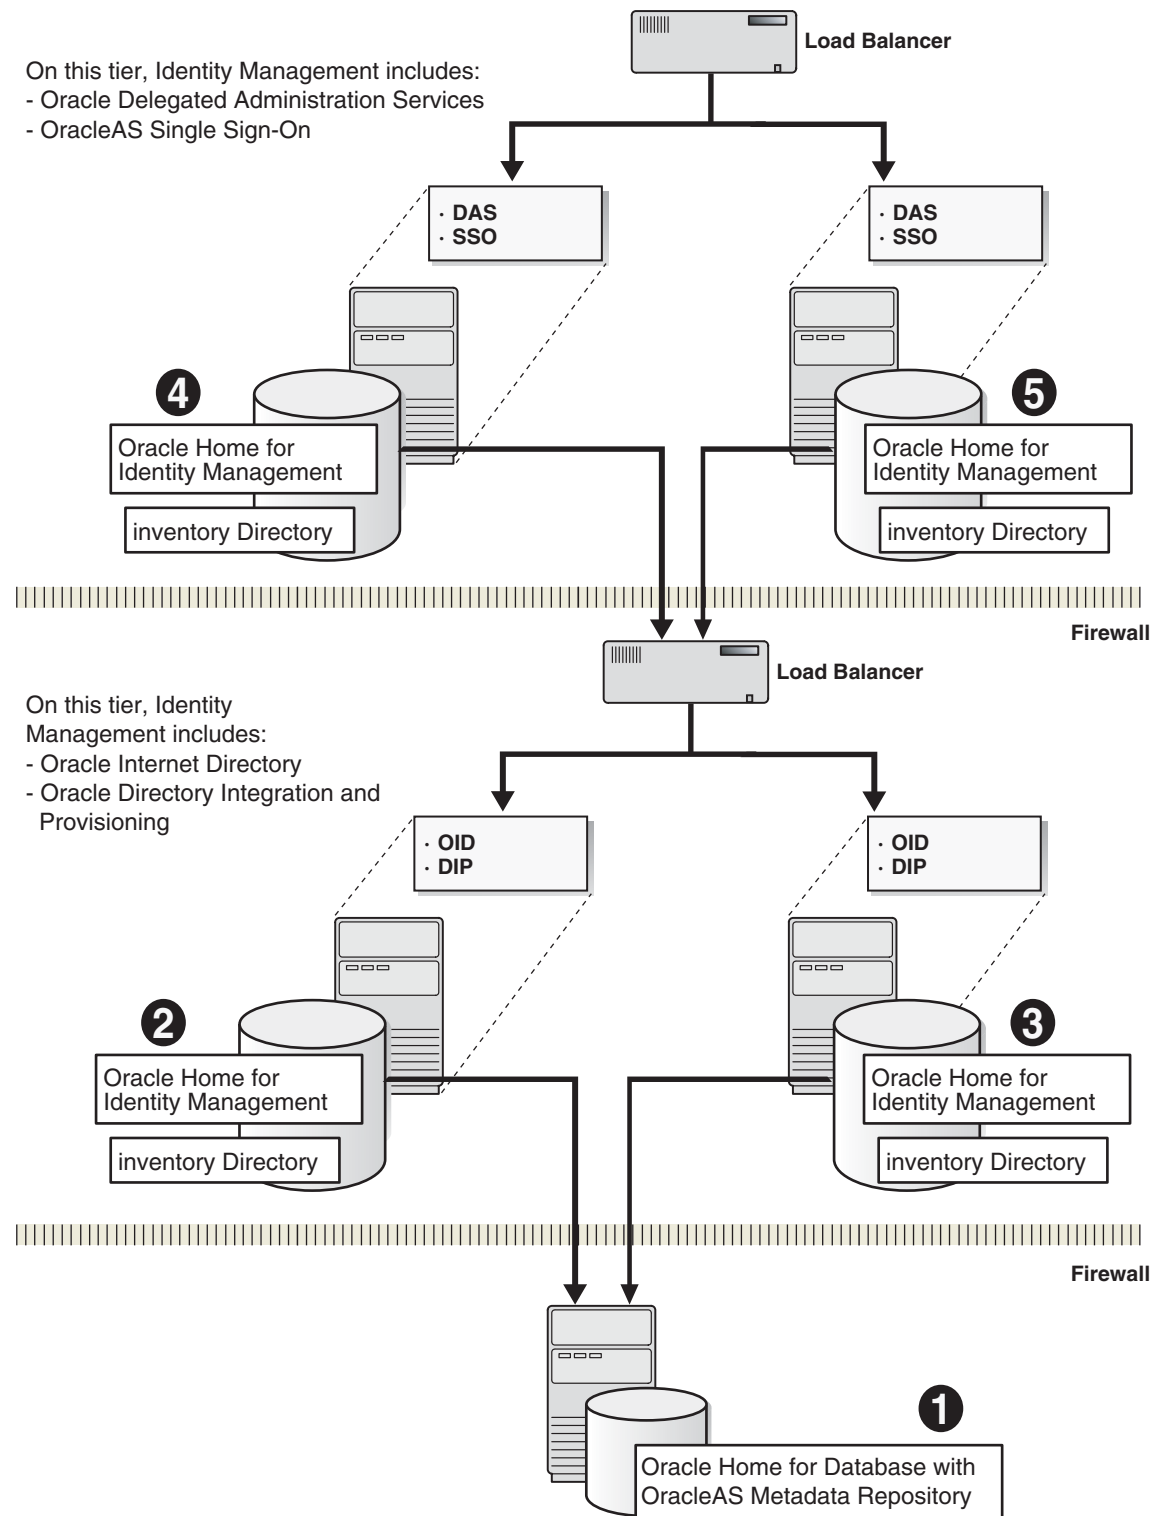 Load Balancer
On this tier, Identity Management includes:
- Oracle Delegated Administration Services
- OracleAS Single Sign-On
· DAS
· SSO
· DAS
· SSO
4
Oracle Home for
Identity Management
inventory Directory
5
Oracle Home for
Identity Management
inventory Directory
Firewall
Load Balancer
On this tier, Identity
Management includes:
- Oracle Internet Directory
- Oracle Directory Integration and
Provisioning
· OID
· DIP
· OID
· DIP
2
Oracle Home for
Identity Management
inventory Directory
3
Oracle Home for
Identity Management
inventory Directory
Firewall
1
Oracle Home for Database with
OracleAS Metadata Repository